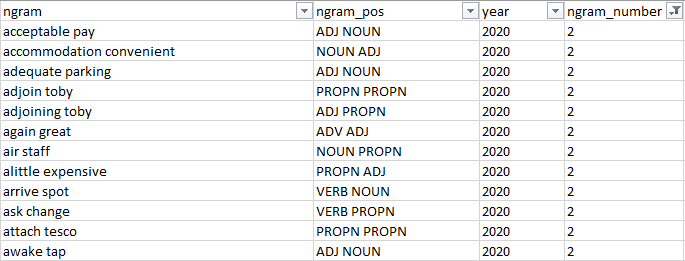 ngram ngram_pos year ngram_number
acceptable pay ADJ NOUN 2020 2
accommodation convenient NOUN ADJ 2020 2
adequate parking ADJ NOUN 2020 2
adjoin toby PROPN PROPN 2020 2
adjoining toby ADJ PROPN 2020 2
again great ADV ADJ 2020 2
air staff NOUN PROPN 2020 2
alittle expensive PROPN ADJ 2020 2
arrive spot VERB NOUN 2020 2
ask change VERB PROPN 2020 2
attach tesco PROPN PROPN 2020 2
awake tap ADJ NOUN 2020 2